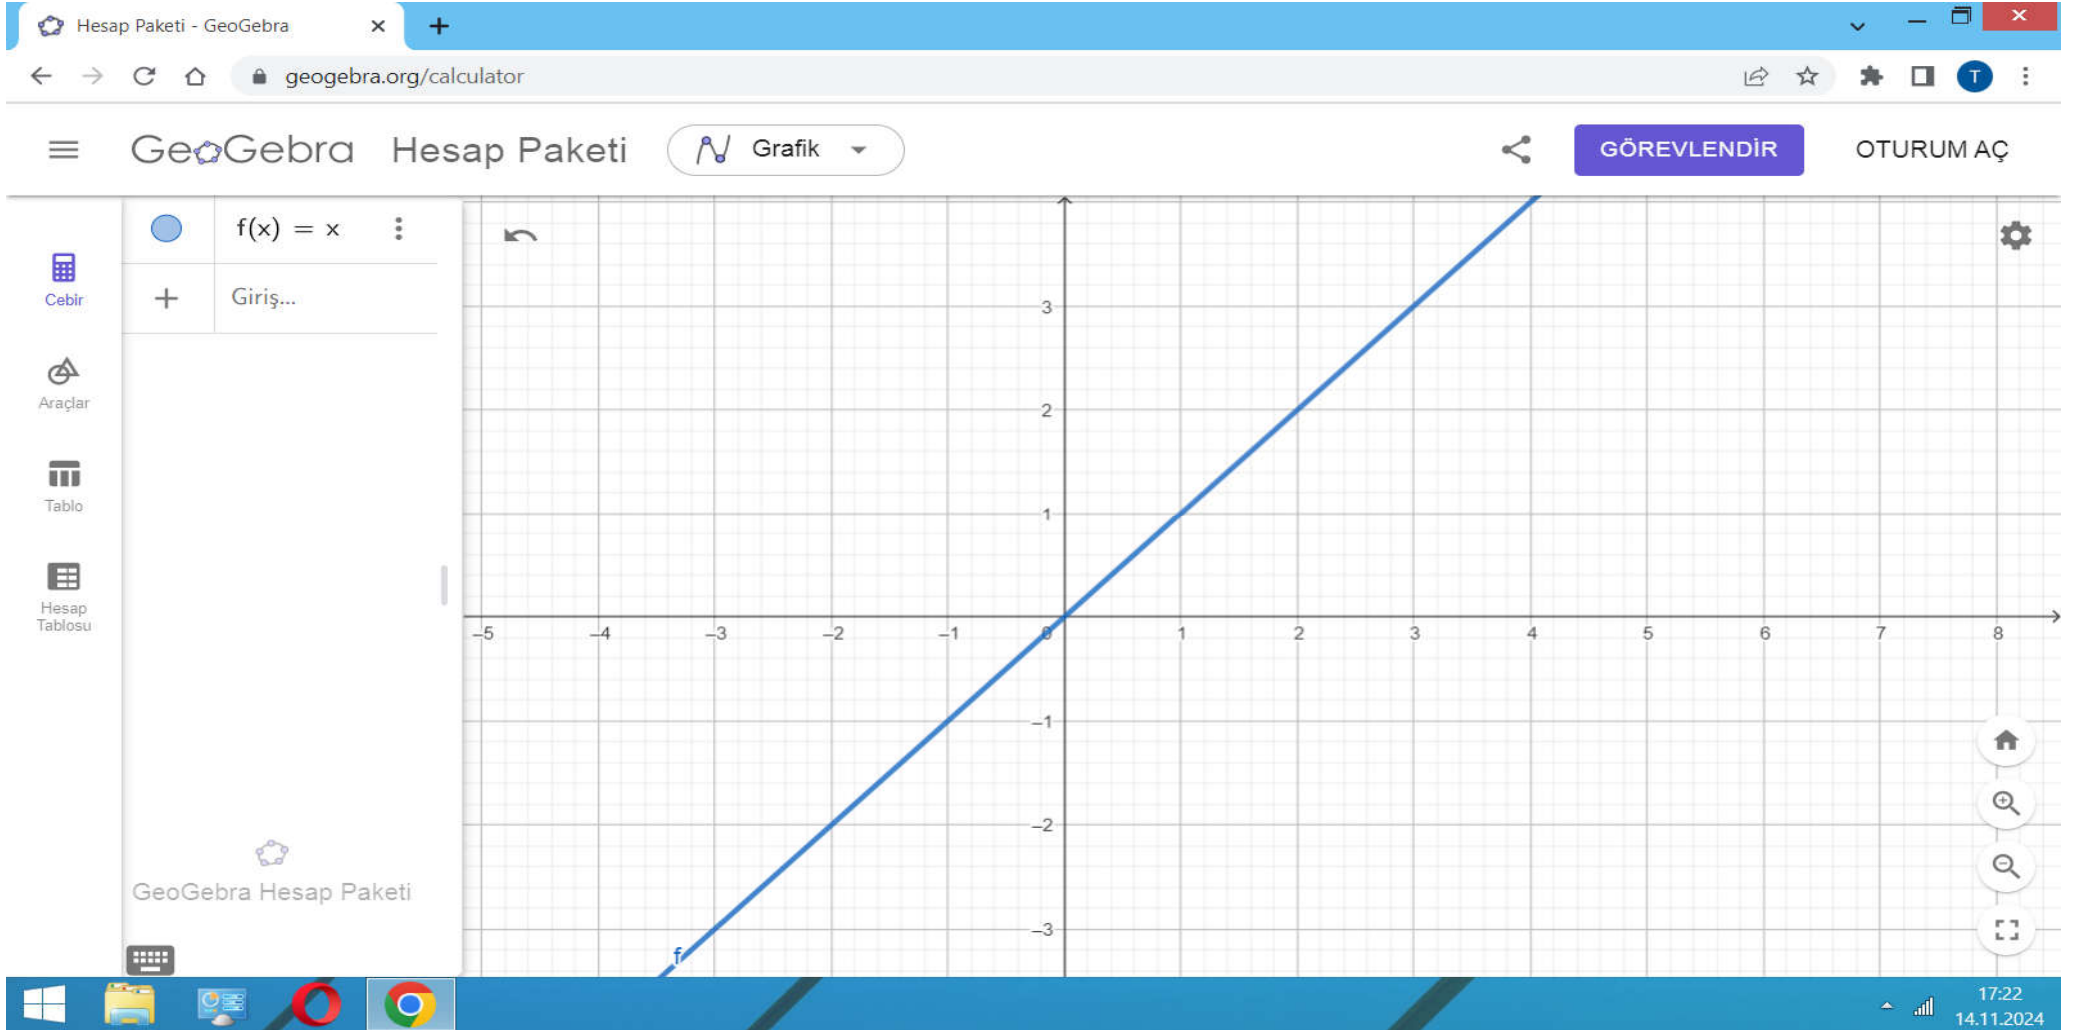 Hesap Paketi - GeoGebra
geogebra.org/calculator
T
GeoGebra Hesap Paketi
Grafik
GÖREVLENDİR
OTURUM AÇ
f(x) = x
Giriş...
Cebir
Araçlar
Tablo
Hesap
Tablosu
GeoGebra Hesap Paketi
3
2
1
–5 –4 –3 –2 –1 0 1 2 3 4 5 6 7 8
–1
–2
–3
f
17:22
14.11.2024